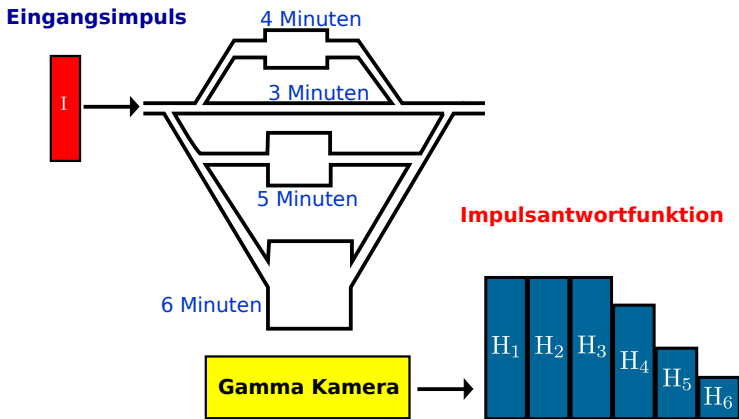 Eingangsimpuls
4 Minuten
I
3 Minuten
5 Minuten
Impulsantwortfunktion
6 Minuten
H1 H2 H3 H4 H5 H6
Gamma Kamera